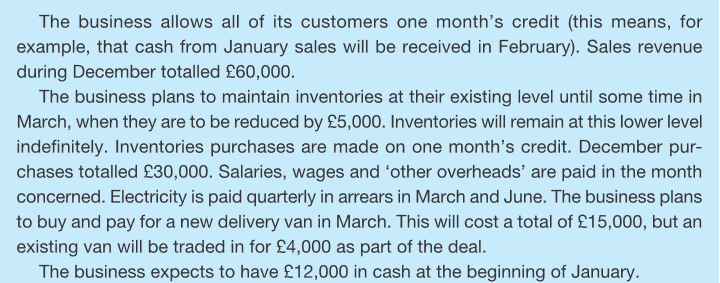 The business allows all of its customers one month’s credit (this means, for
example, that cash from January sales will be received in February). Sales revenue
during December totalled £60,000.
The business plans to maintain inventories at their existing level until some time in
March, when they are to be reduced by £5,000. Inventories will remain at this lower level
indefinitely. Inventories purchases are made on one month’s credit. December pur-
chases totalled £30,000. Salaries, wages and ‘other overheads’ are paid in the month
concerned. Electricity is paid quarterly in arrears in March and June. The business plans
to buy and pay for a new delivery van in March. This will cost a total of £15,000, but an
existing van will be traded in for £4,000 as part of the deal.
The business expects to have £12,000 in cash at the beginning of January.